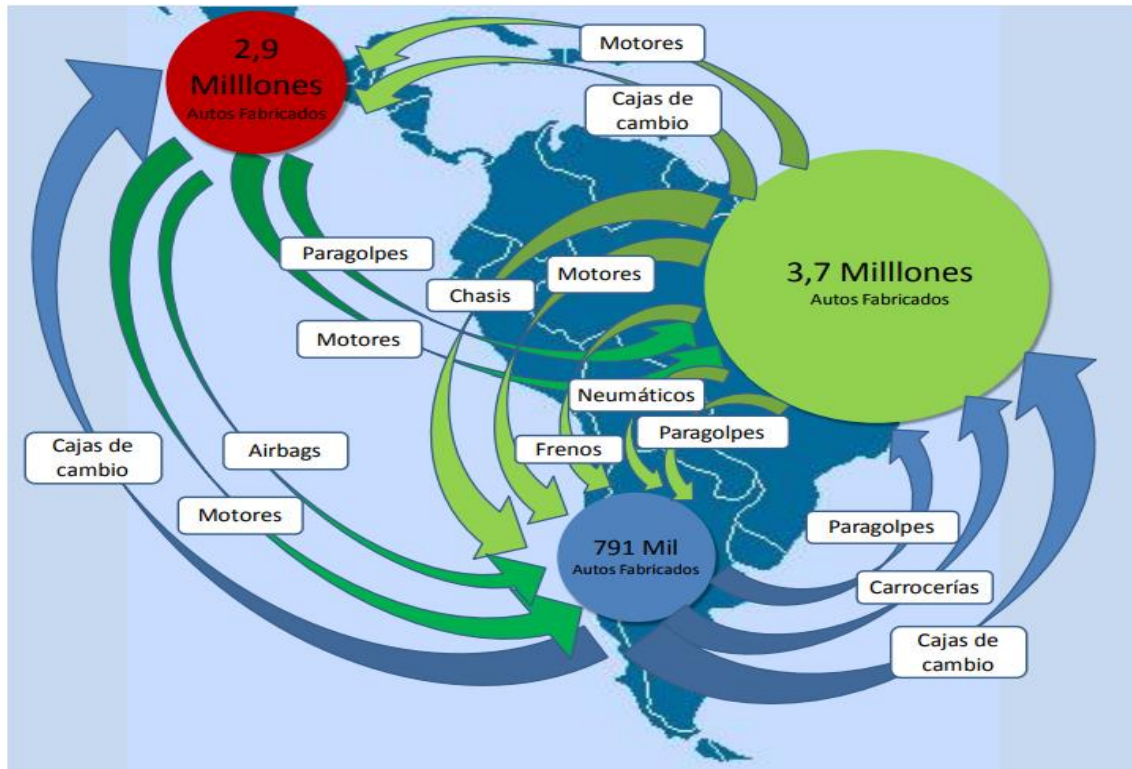 2,9
Milllones
Autos Fabricados
Motores
Cajas de
cambio
Paragolpes
Motores
Chasis
3,7 Milllones
Autos Fabricados
Motores
Neumáticos
Cajas de
cambio
Airbags
Frenos
Paragolpes
Motores
Paragolpes
791 Mil
Autos Fabricados
Carrocerías
Cajas de
cambio